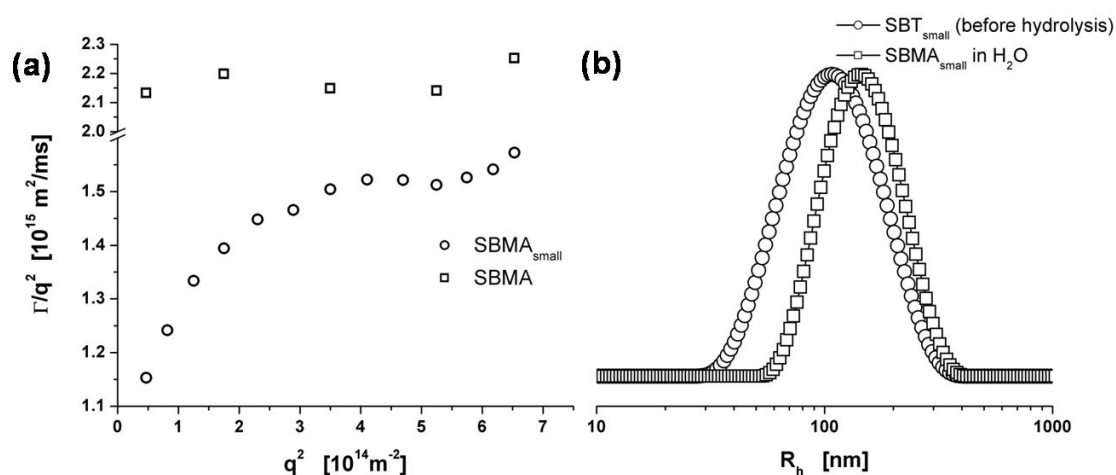 (a)
2.3
2.2
2.1
2.0
1.5
1.4
1.3
1.2
1.1
Γ/q² [10¹⁵ m²/ms]
SBMAsmall
SBMA
0 1 2 3 4 5 6 7
q² [10¹⁴m⁻²]
(b)
SBTsmall (before hydrolysis)
SBMAsmall in H₂O
10 100 1000
Rh [nm]